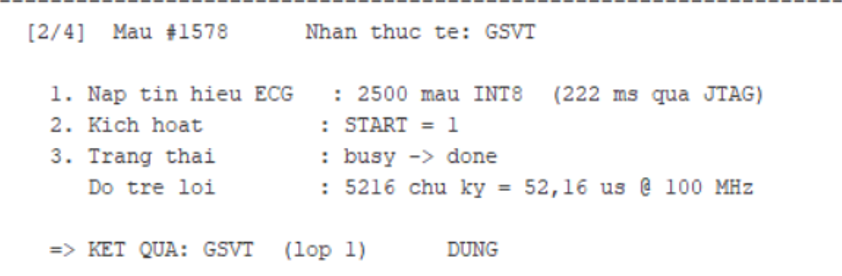 [2/4] Mau #1578 Nhan thuc te: GSVT
1. Nap tin hieu ECG : 2500 mau INT8 (222 ms qua JTAG)
2. Kich hoat : START = 1
3. Trang thai : busy -> done
Do tre loi : 5216 chu ky = 52,16 us @ 100 MHz
=> KET QUA: GSVT (lop 1) DUNG